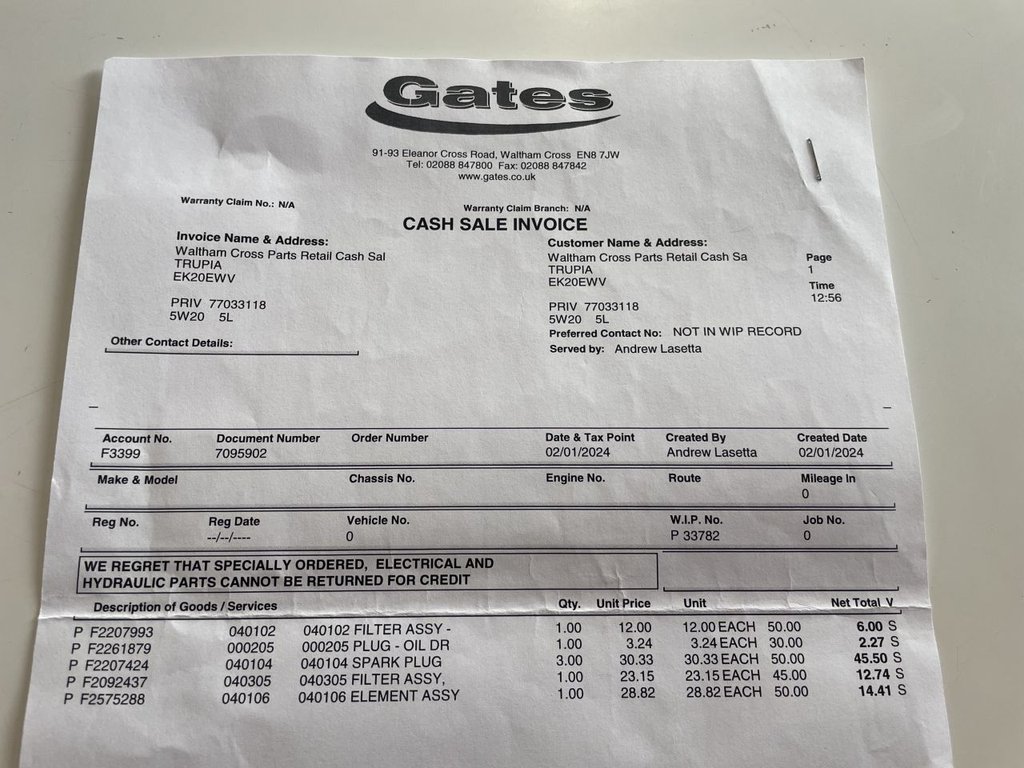 Gates
91-93 Eleanor Cross Road, Waltham Cross EN8 7JW
Tel: 02088 847800 Fax: 02088 847842
www.gates.co.uk
Warranty Claim No.: N/A
Warranty Claim Branch: N/A
CASH SALE INVOICE
Invoice Name & Address:
Waltham Cross Parts Retail Cash Sal
TRUPIA
EK20EWV
PRIV 77033118
5W20 5L
Other Contact Details:
Customer Name & Address:
Waltham Cross Parts Retail Cash Sa
TRUPIA
EK20EWV
PRIV 77033118
5W20 5L
Preferred Contact No: NOT IN WIP RECORD
Served by: Andrew Lasetta
Page
1
Time
12:56
Account No. Document Number Order Number Date & Tax Point Created By Created Date
F3399 7095902 02/01/2024 Andrew Lasetta 02/01/2024
Make & Model Chassis No. Engine No. Route Mileage In
0
Reg No. Reg Date Vehicle No. W.I.P. No. Job No.
--/--/---- 0 P 33782 0
WE REGRET THAT SPECIALLY ORDERED, ELECTRICAL AND
HYDRAULIC PARTS CANNOT BE RETURNED FOR CREDIT
Description of Goods / Services Qty. Unit Price Unit Net Total V
P F2207993 040102 040102 FILTER ASSY - 1.00 12.00 12.00 EACH 50.00 6.00 S
P F2261879 000205 000205 PLUG - OIL DR 1.00 3.24 3.24 EACH 30.00 2.27 S
P F2207424 040104 040104 SPARK PLUG 3.00 30.33 30.33 EACH 50.00 45.50 S
P F2092437 040305 040305 FILTER ASSY, 1.00 23.15 23.15 EACH 45.00 12.74 S
P F2575288 040106 040106 ELEMENT ASSY 1.00 28.82 28.82 EACH 50.00 14.41 S